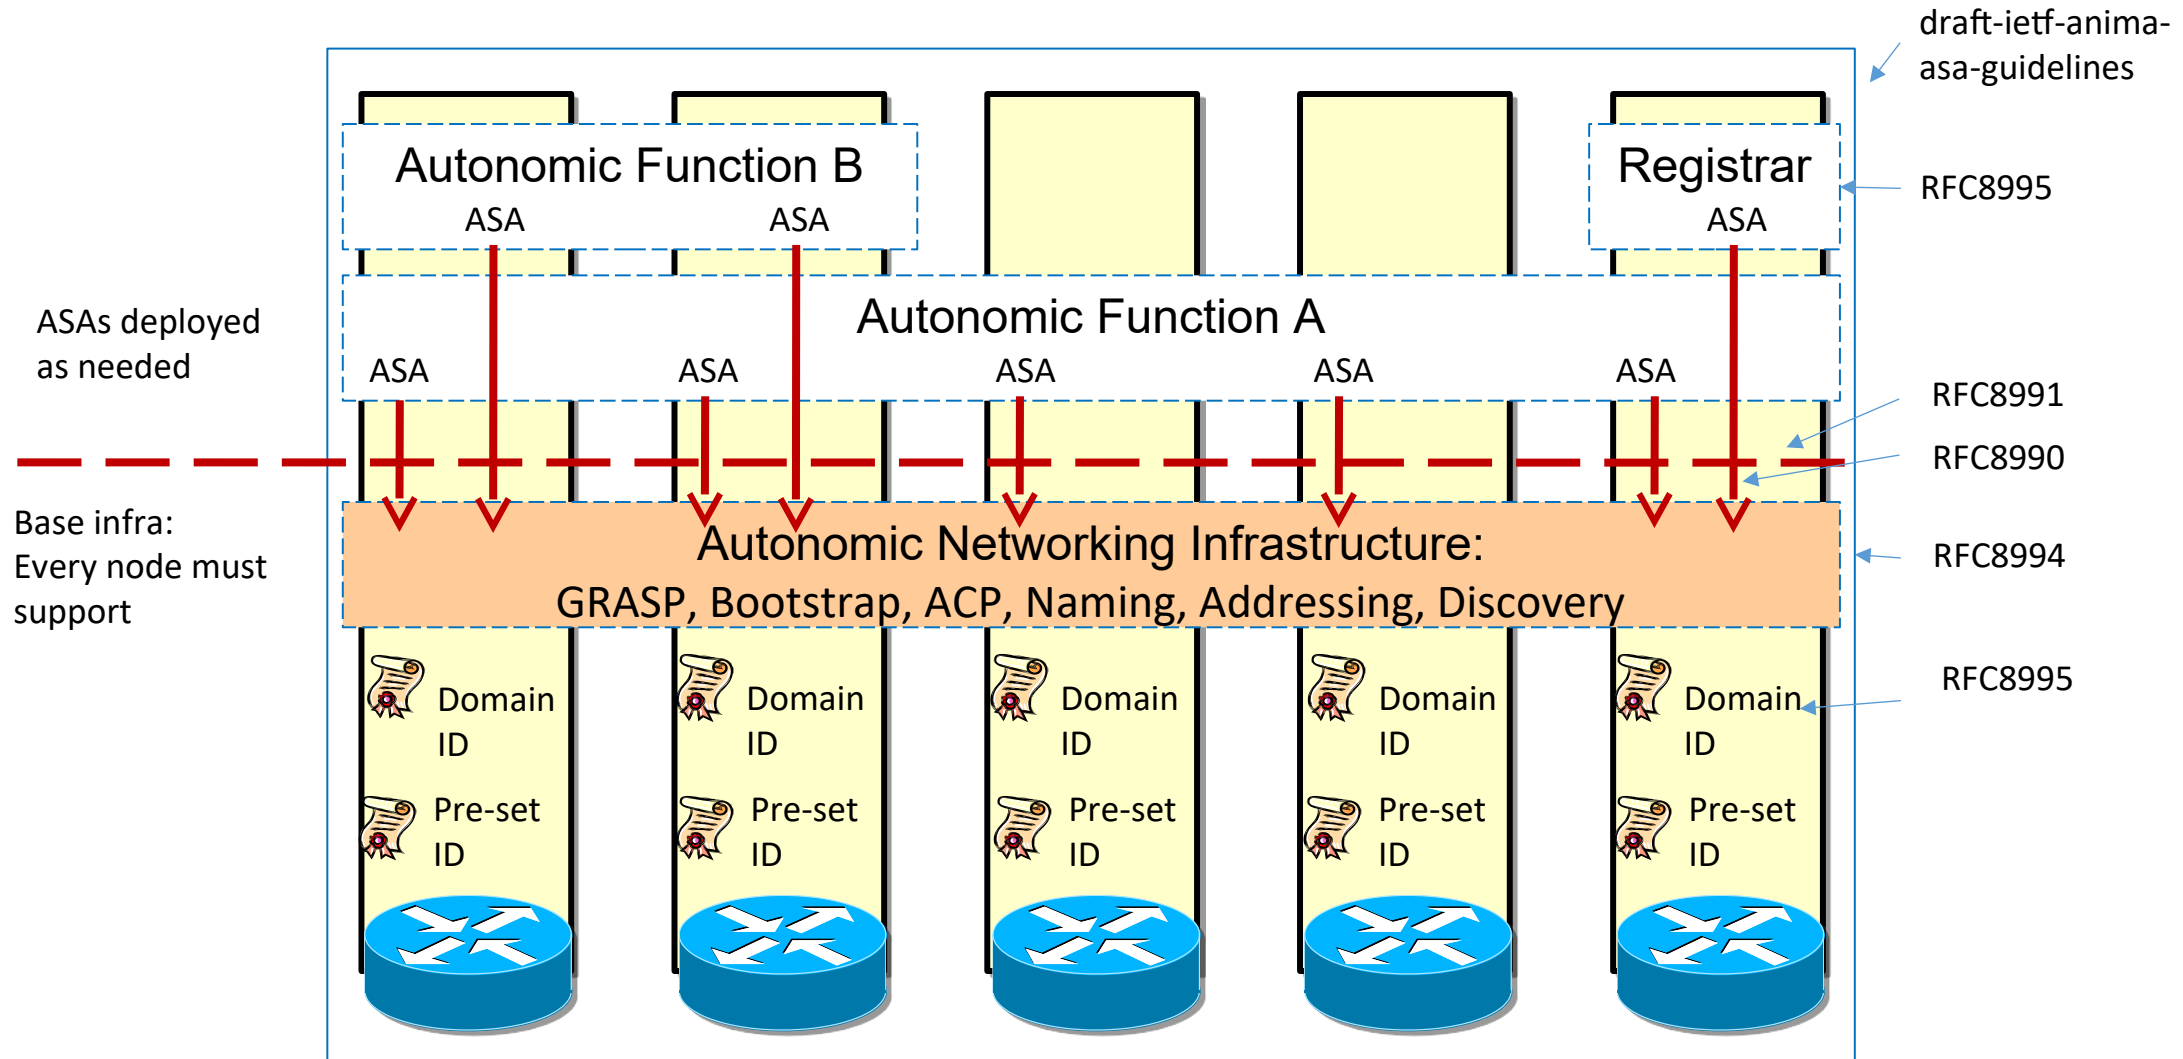 draft-ietf-anima-
asa-guidelines
Autonomic Function B
Registrar
RFC8995
ASA
ASA
ASA
Autonomic Function A
ASAs deployed
as needed
ASA
ASA
ASA
ASA
ASA
RFC8991
RFC8990
Base infra:
Every node must
support
Autonomic Networking Infrastructure:
GRASP, Bootstrap, ACP, Naming, Addressing, Discovery
RFC8994
RFC8995
Domain
ID
Domain
ID
Domain
ID
Domain
ID
Domain
ID
Pre-set
ID
Pre-set
ID
Pre-set
ID
Pre-set
ID
Pre-set
ID